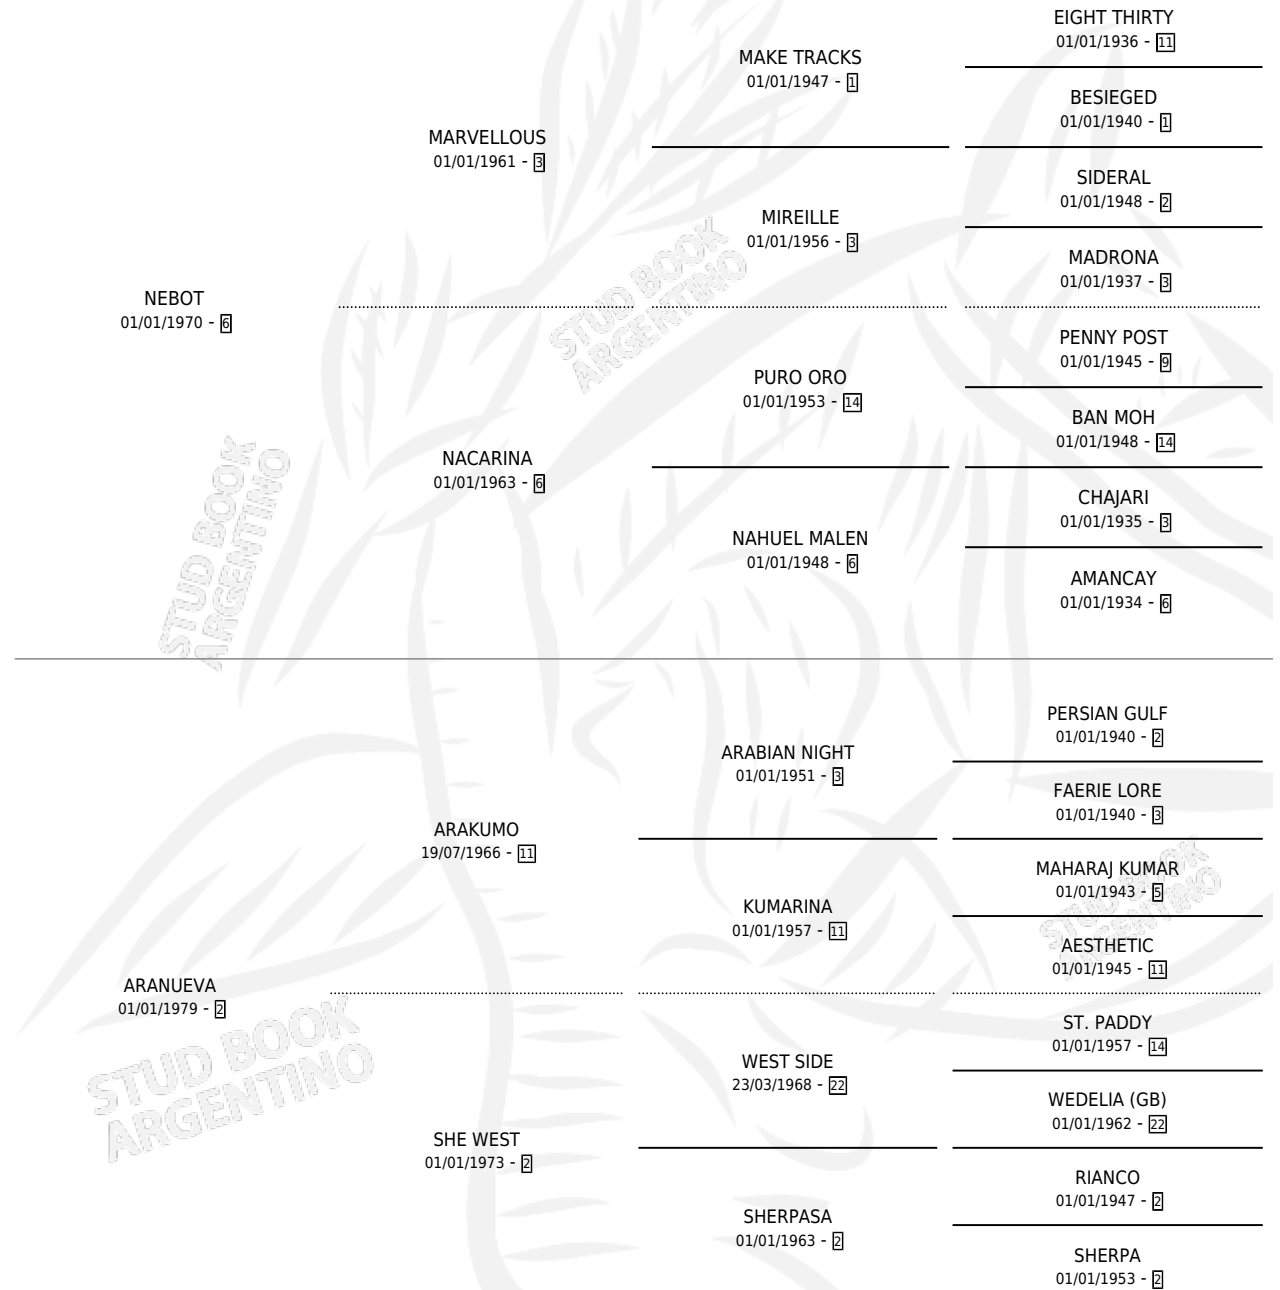 EIGHT THIRTY
01/01/1936 - 11
MAKE TRACKS
01/01/1947 - 1
BESIEGED
01/01/1940 - 1
MARVELLOUS
01/01/1961 - 3
SIDERAL
01/01/1948 - 2
MIREILLE
01/01/1956 - 3
MADRONA
01/01/1937 - 3
NEBOT
01/01/1970 - 6
PENNY POST
01/01/1945 - 9
PURO ORO
01/01/1953 - 14
BAN MOH
01/01/1948 - 14
NACARINA
01/01/1963 - 6
CHAJARI
01/01/1935 - 3
NAHUEL MALEN
01/01/1948 - 6
AMANCAY
01/01/1934 - 6
PERSIAN GULF
01/01/1940 - 2
ARABIAN NIGHT
01/01/1951 - 3
FAERIE LORE
01/01/1940 - 3
ARAKUMO
19/07/1966 - 11
MAHARAJ KUMAR
01/01/1943 - 5
KUMARINA
01/01/1957 - 11
AESTHETIC
01/01/1945 - 11
ARANUEVA
01/01/1979 - 2
ST. PADDY
01/01/1957 - 14
WEST SIDE
23/03/1968 - 22
WEDELIA (GB)
01/01/1962 - 22
SHE WEST
01/01/1973 - 2
RIANCO
01/01/1947 - 2
SHERPASA
01/01/1963 - 2
SHERPA
01/01/1953 - 2
STUD BOOK
ARGENTINO
STUD BOOK
ARGENTINO
STUD BOOK
ARGENTINO
STUD BOOK
ARGENTINO